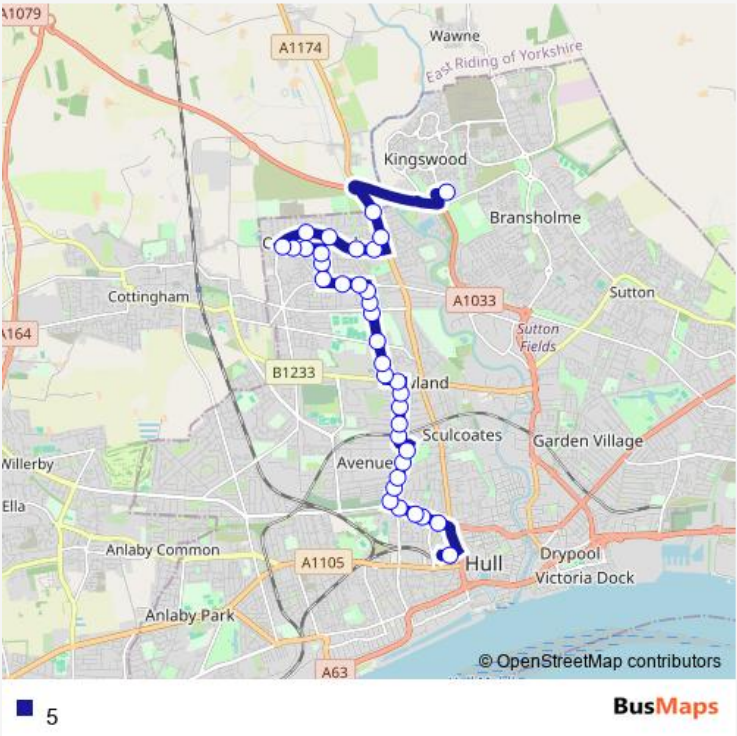 A1079
Wawne
A1174
East Riding of Yorkshire
Kingswood
Bransholme
C
Cottingham
A1033
Sutton
A164
Sutton
Fields
B1233
land
Sculcoates
Garden Village
Willerby
Avenue
Ella
Anlaby Common
A1105
Hull
Drypool
Victoria Dock
Anlaby Park
© OpenStreetMap contributors
A63
5
BusMaps